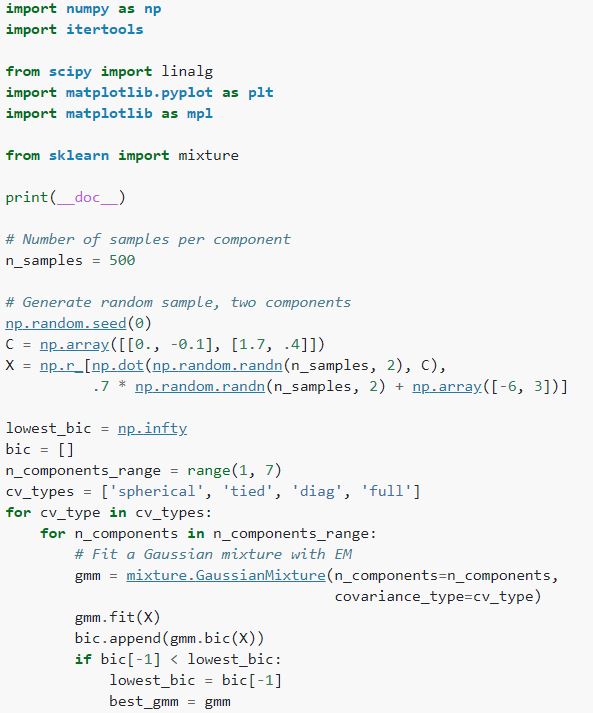 import numpy as np
import itertools
from scipy import linalg
import matplotlib.pyplot as plt
import matplotlib as mpl
from sklearn import mixture
print(__doc__)
# Number of samples per component
n_samples = 500
# Generate random sample, two components
np.random.seed(0)
C = np.array([[0., -0.1], [1.7, .4]])
X = np.r_[np.dot(np.random.randn(n_samples, 2), C),
          .7 * np.random.randn(n_samples, 2) + np.array([-6, 3])]
lowest_bic = np.infty
bic = []
n_components_range = range(1, 7)
cv_types = ['spherical', 'tied', 'diag', 'full']
for cv_type in cv_types:
    for n_components in n_components_range:
        # Fit a Gaussian mixture with EM
        gmm = mixture.GaussianMixture(n_components=n_components,
                                      covariance_type=cv_type)
        gmm.fit(X)
        bic.append(gmm.bic(X))
        if bic[-1] < lowest_bic:
            lowest_bic = bic[-1]
            best_gmm = gmm